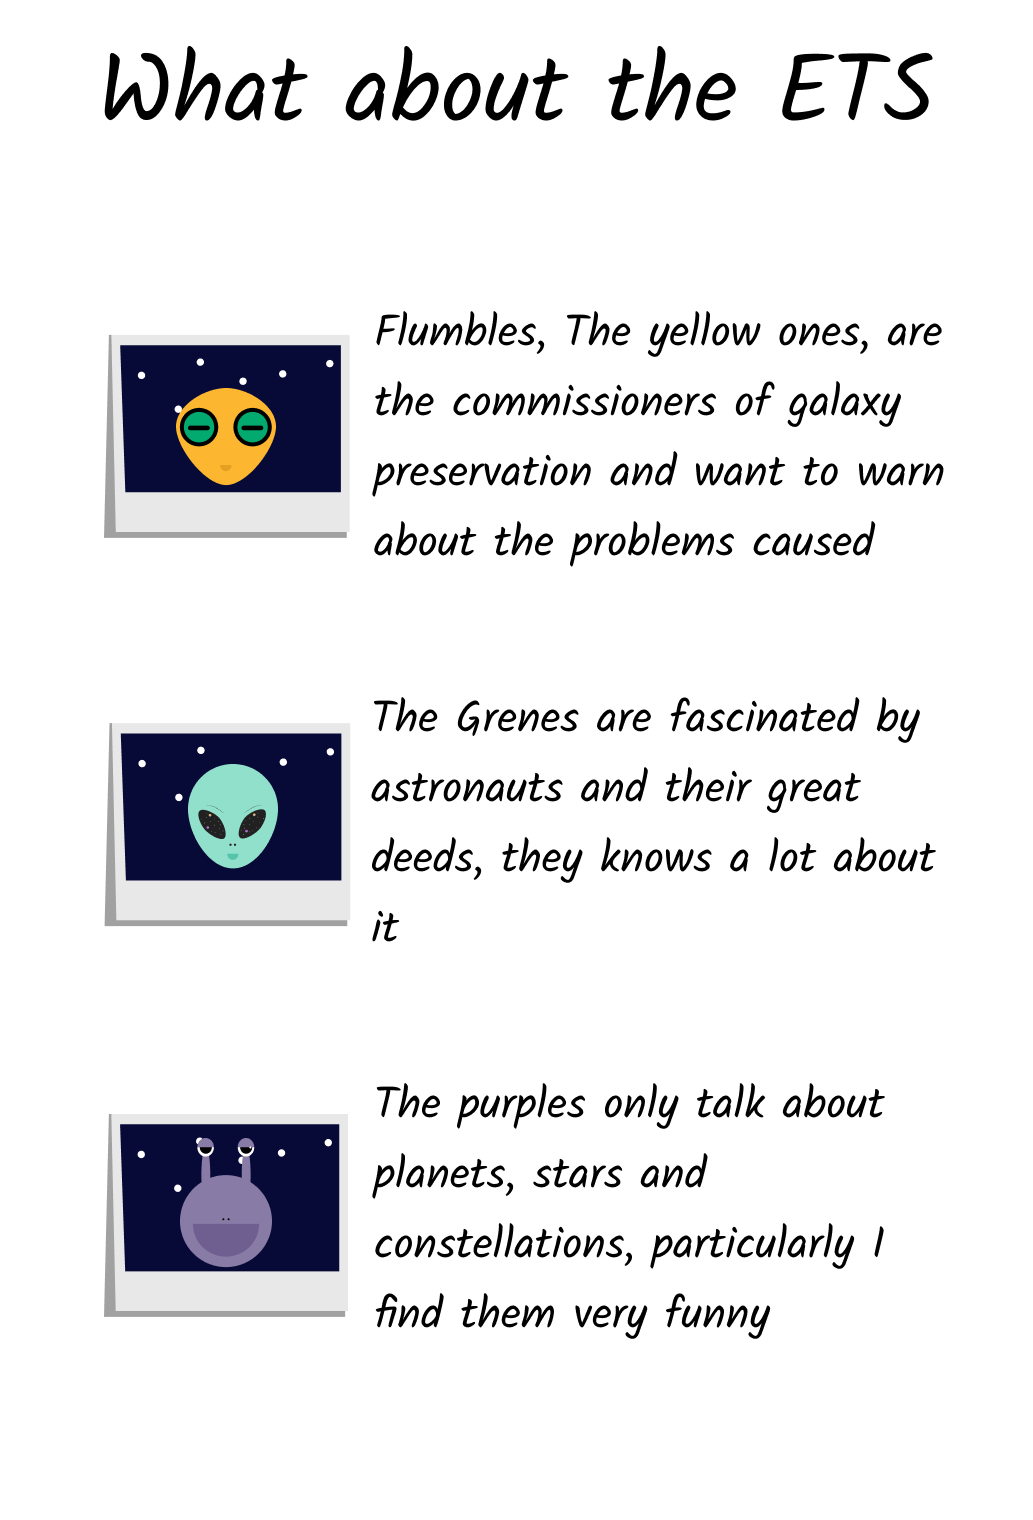 What about the ETS
Flumbles, The yellow ones, are
the commissioners of galaxy
preservation and want to warn
about the problems caused
The Grenes are fascinated by
astronauts and their great
deeds, they knows a lot about
it
The purples only talk about
planets, stars and
constellations, particularly I
find them very funny